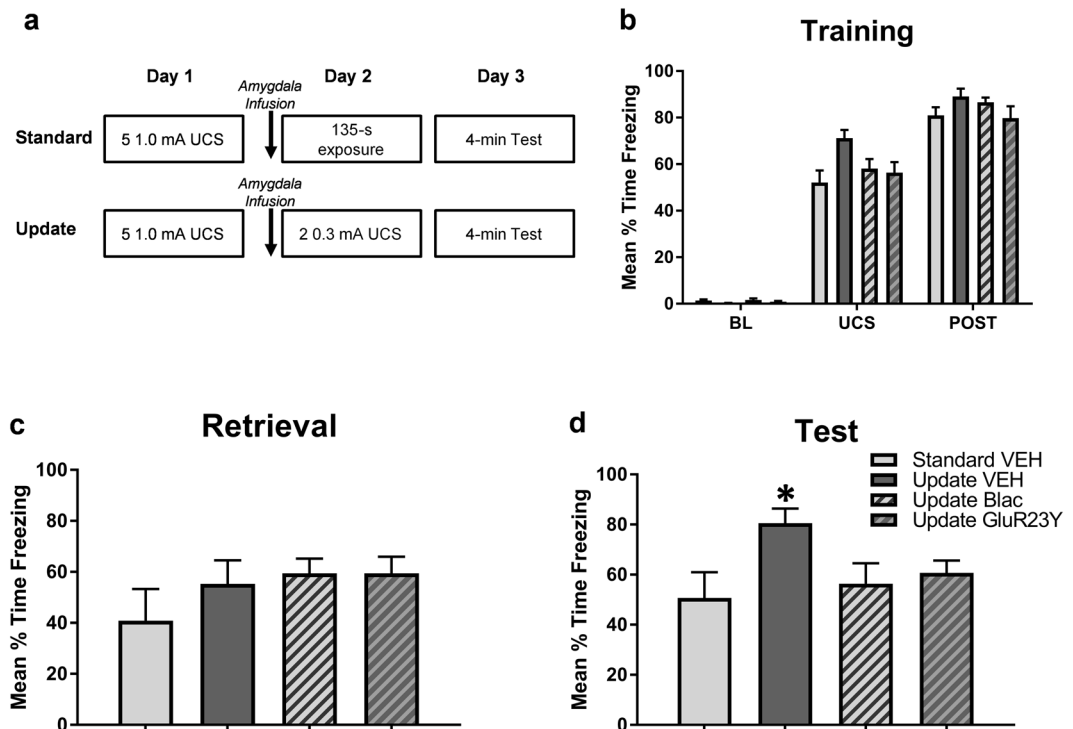 a
Day 1
Day 2
Day 3
Amygdala
Infusion
Standard
5 1.0 mA UCS
135-s
exposure
4-min Test
Amygdala
Infusion
Update
5 1.0 mA UCS
2 0.3 mA UCS
4-min Test
b
Training
Mean % Time Freezing
100
80
60
40
20
0
BL
UCS
POST
c
Retrieval
Mean % Time Freezing
100
80
60
40
20
0
d
Test
Mean % Time Freezing
100
80
60
40
20
0
*
Standard VEH
Update VEH
Update Blac
Update GluR23Y